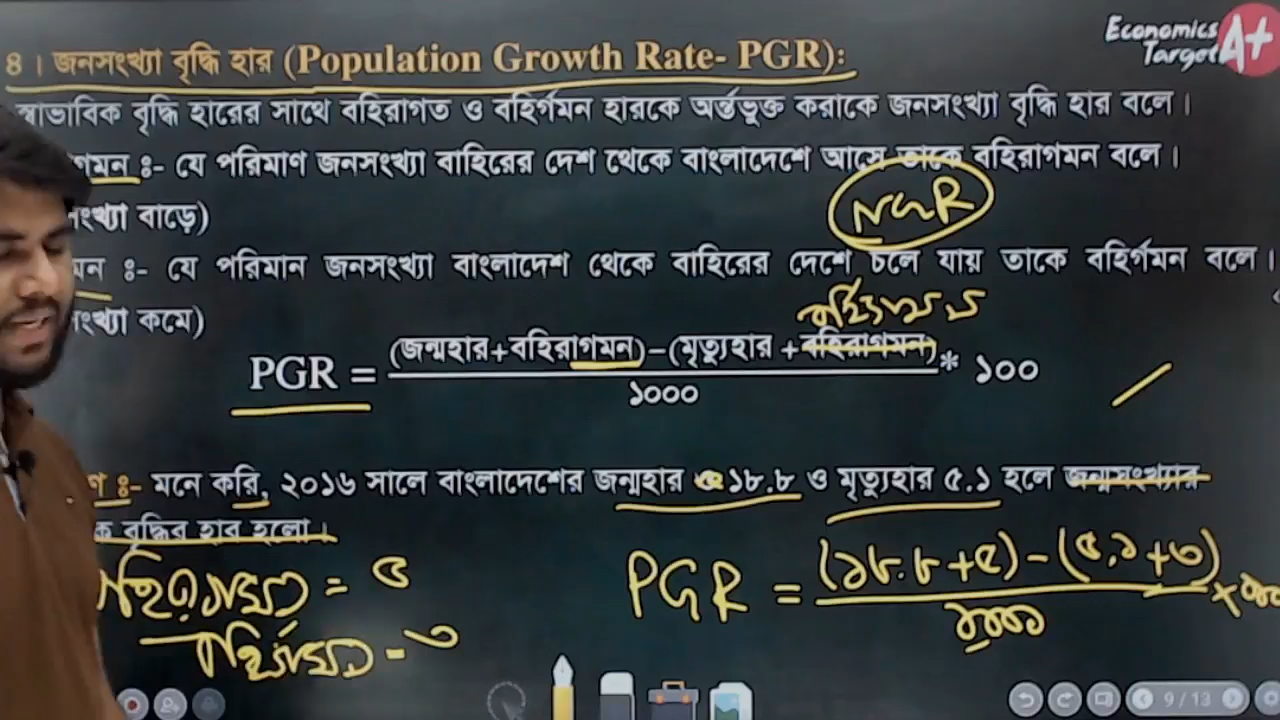 Economics
Target A+
৪। জনসংখ্যা বৃদ্ধি হার (Population Growth Rate- PGR):
স্বাভাবিক বৃদ্ধি হারের সাথে বহিরাগত ও বহির্গমন হারকে অর্ন্তভূক্ত করাকে জনসংখ্যা বৃদ্ধি হার বলে।
গমন ঃ- যে পরিমাণ জনসংখ্যা বাহিরের দেশ থেকে বাংলাদেশে আসে তাকে বহিরাগমন বলে।
NGR
সংখ্যা বাড়ে)
মন ঃ- যে পরিমান জনসংখ্যা বাংলাদেশ থেকে বাহিরের দেশে চলে যায় তাকে বহির্গমন বলে।
সংখ্যা কমে)
বহির্গমন
PGR = (জন্মহার+বহিরাগমন)−(মৃত্যুহার +বহিরাগমন)
১০০০
* ১০০
ণ ঃ- মনে করি, ২০১৬ সালে বাংলাদেশের জন্মহার ১৮.৮ ও মৃত্যুহার ৫.১ হলে জন্মসংখ্যার
ক বৃদ্ধির হার হলো।
বহিরাগমন = ৫
বহির্গমন = ৩
PGR = (১৮.৮+৫) − (৫.১+৩)
১০০০
× ১০০
9 / 13